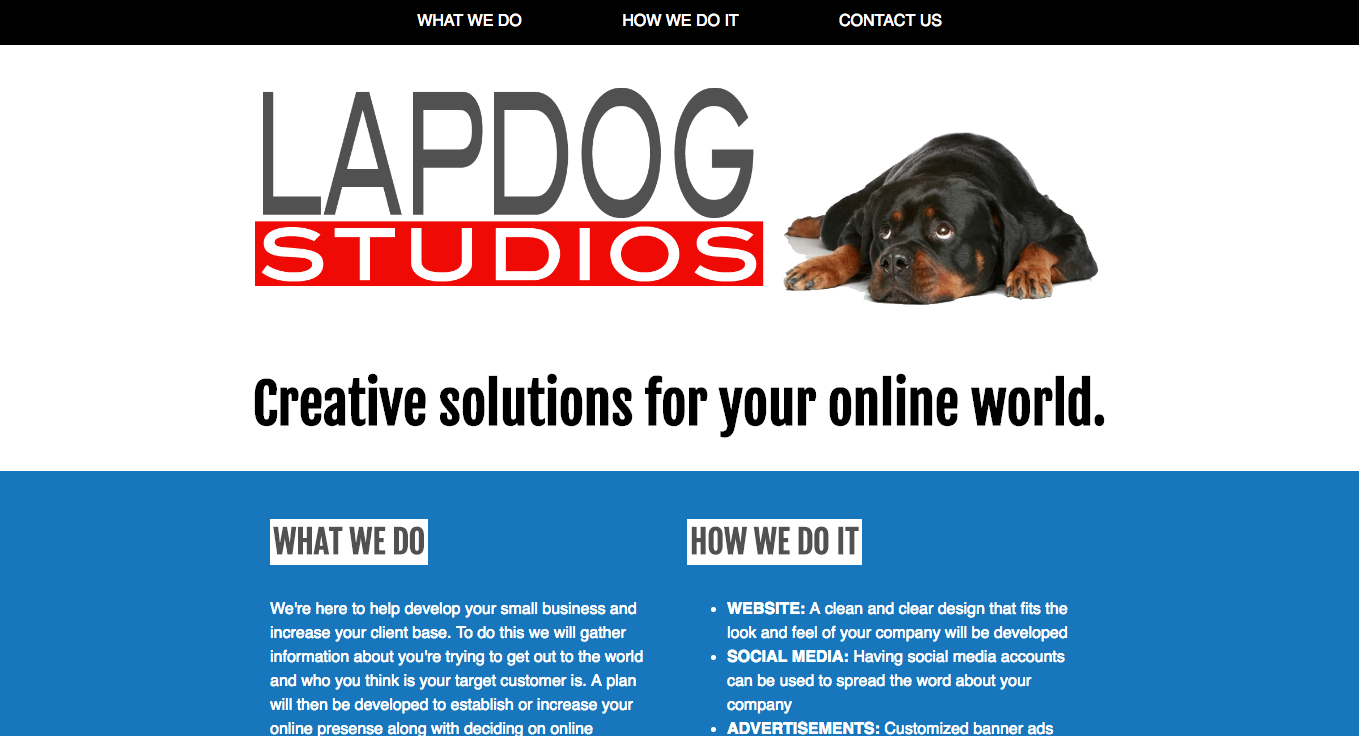 WHAT WE DO HOW WE DO IT CONTACT US
LAPDOG
STUDIOS
Creative solutions for your online world.
WHAT WE DO
We're here to help develop your small business and
increase your client base. To do this we will gather
information about you're trying to get out to the world
and who you think is your target customer is. A plan
will then be developed to establish or increase your
online presense along with deciding on online
HOW WE DO IT
• WEBSITE: A clean and clear design that fits the
look and feel of your company will be developed
• SOCIAL MEDIA: Having social media accounts
can be used to spread the word about your
company
• ADVERTISEMENTS: Customized banner ads